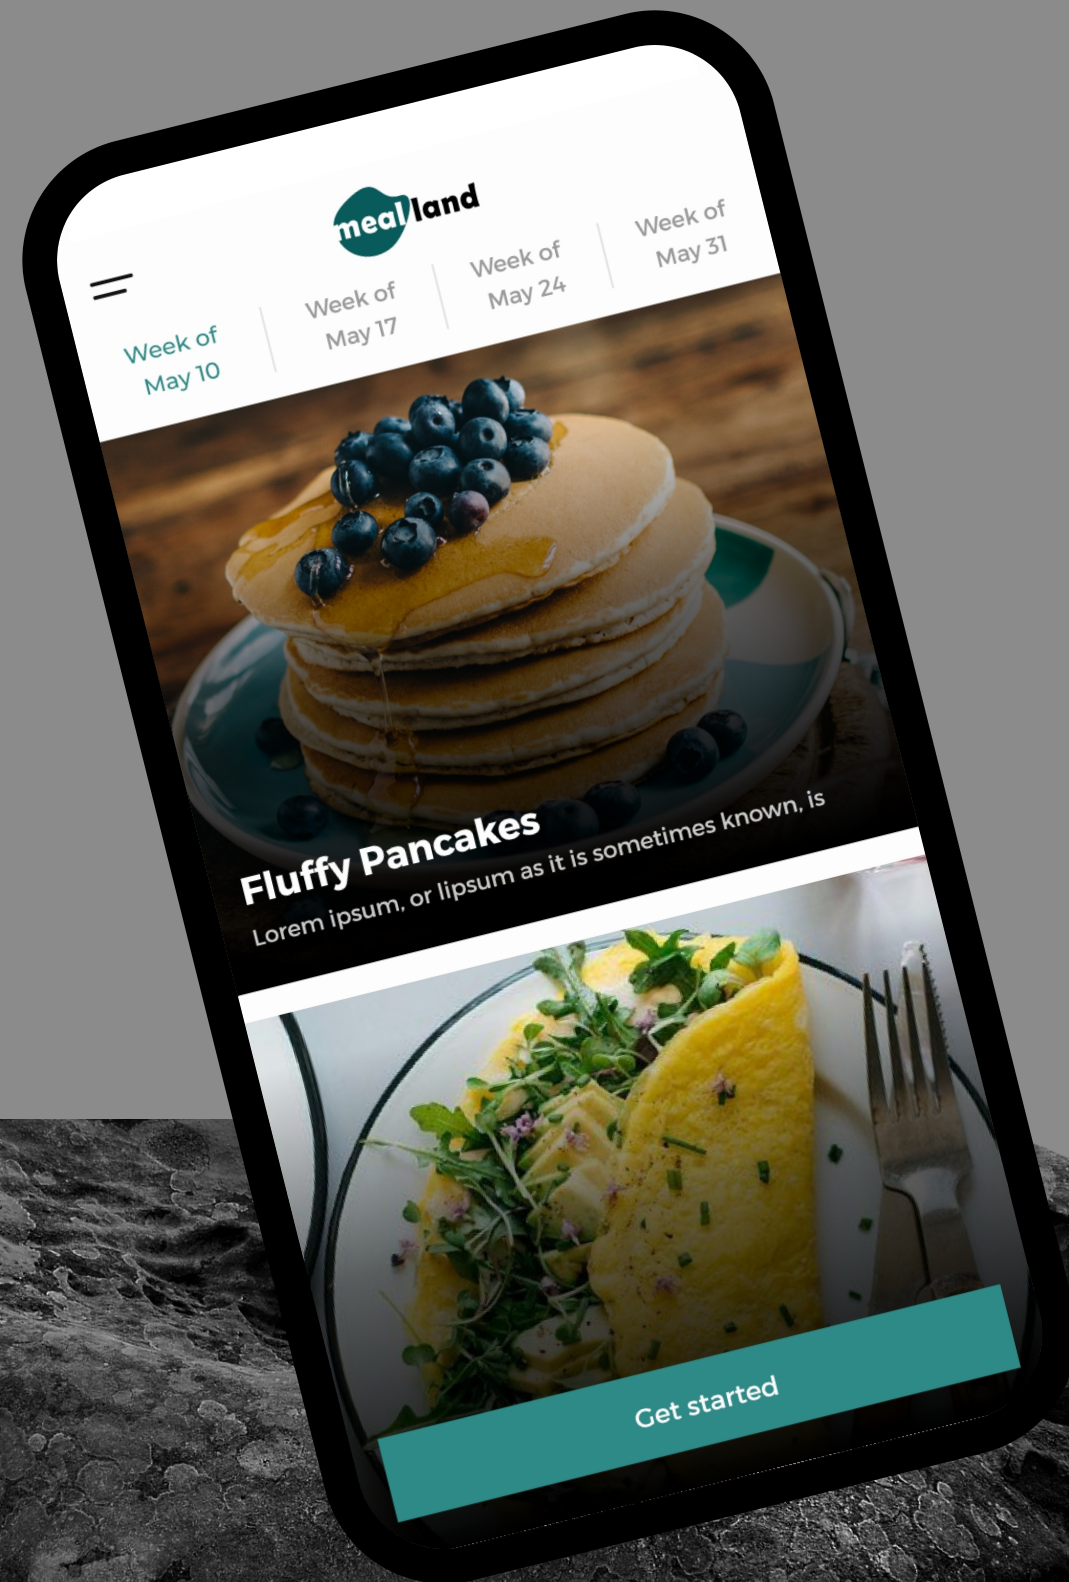 meal land
Week of
May 10
Week of
May 17
Week of
May 24
Week of
May 31
Fluffy Pancakes
Lorem ipsum, or lipsum as it is sometimes known, is
Get started